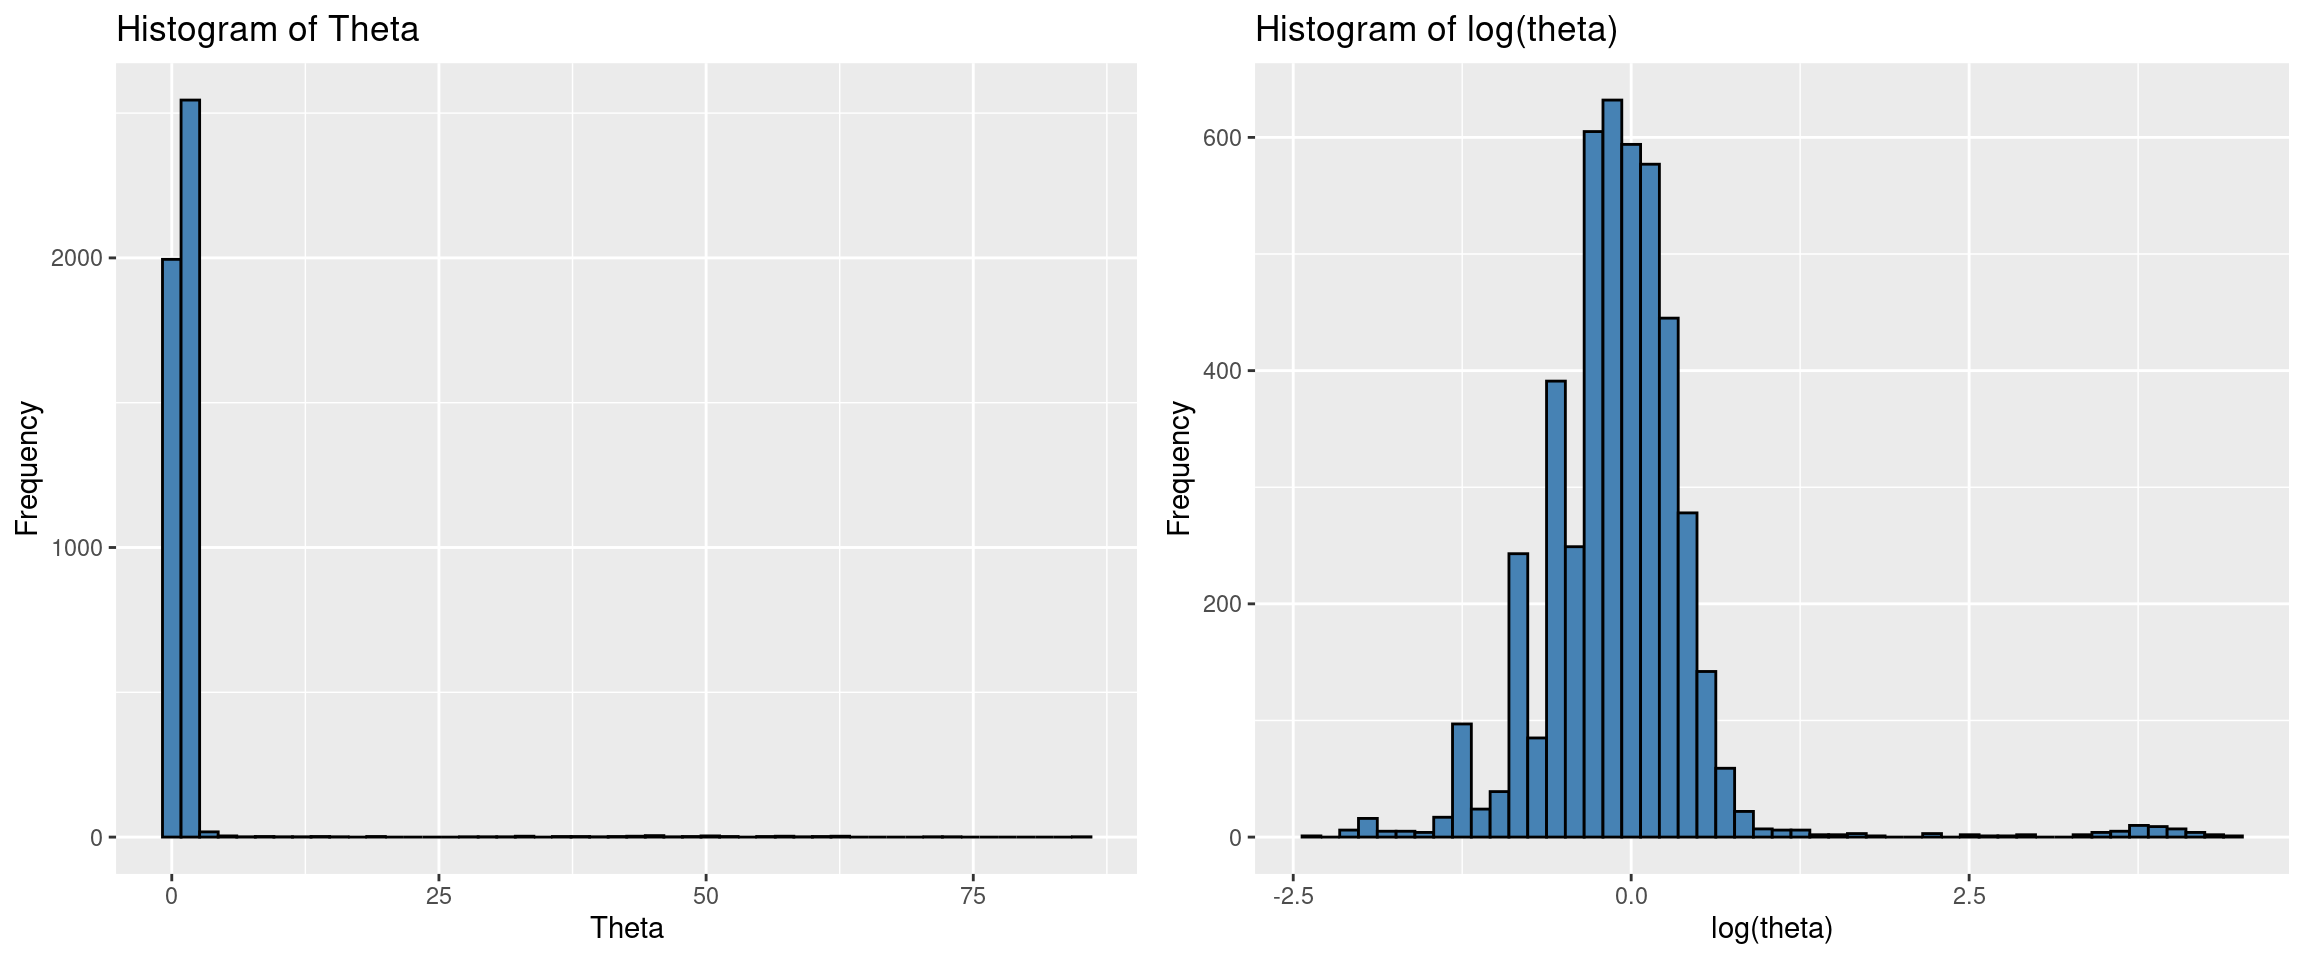 Histogram of Theta
Frequency
2000
1000
0
0 25 50 75
Theta
Histogram of log(theta)
Frequency
600
400
200
0
-2.5 0.0 2.5
log(theta)